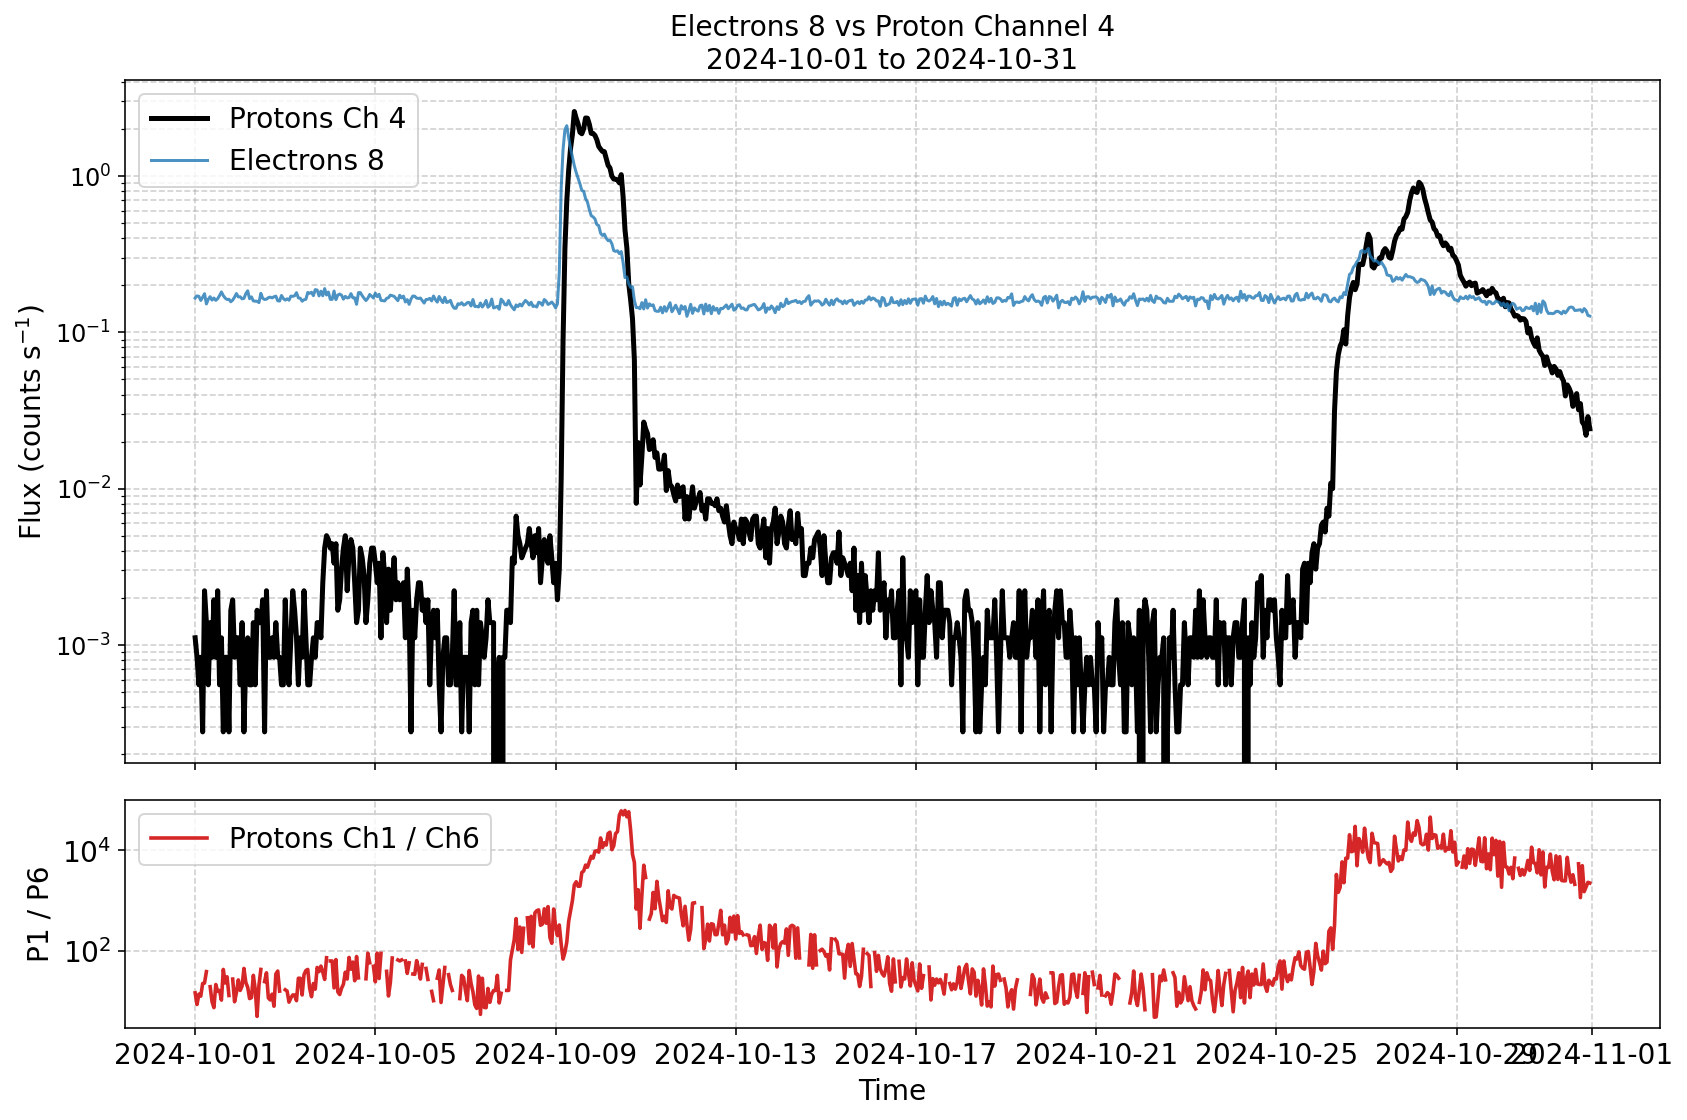 Electrons 8 vs Proton Channel 4
2024-10-01 to 2024-10-31
Protons Ch 4
Electrons 8
10⁰
10⁻¹
10⁻²
10⁻³
Flux (counts s⁻¹)
Protons Ch1 / Ch6
10⁴
10²
P1 / P6
2024-10-01 2024-10-05 2024-10-09 2024-10-13 2024-10-17 2024-10-21 2024-10-25 2024-10-29 2024-11-01
Time